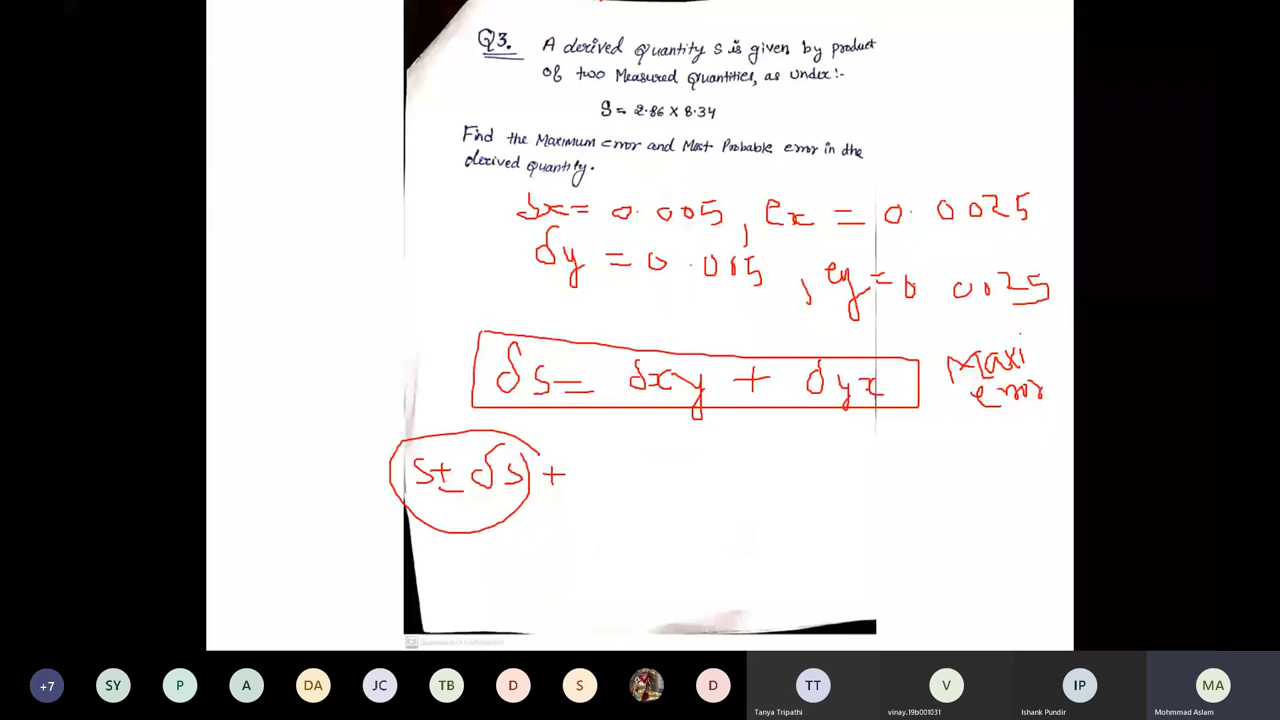 Q3. A derived Quantity S is given by product
of two Measured Quantities, as under:-
S = 2.86 X 8.34
Find the Maximum error and Most Probable error in the
derived Quantity.
δx = 0.005, ex = 0.0025
δy = 0.005, ey = 0.0025
δS = δxy + δyx Maxi
error
S ± δS +
+7 SY P A DA JC TB D S D TT V IP MA
Tanya Tripathi vinay.19b001031 Ishank Pundir Mohmmad Aslam